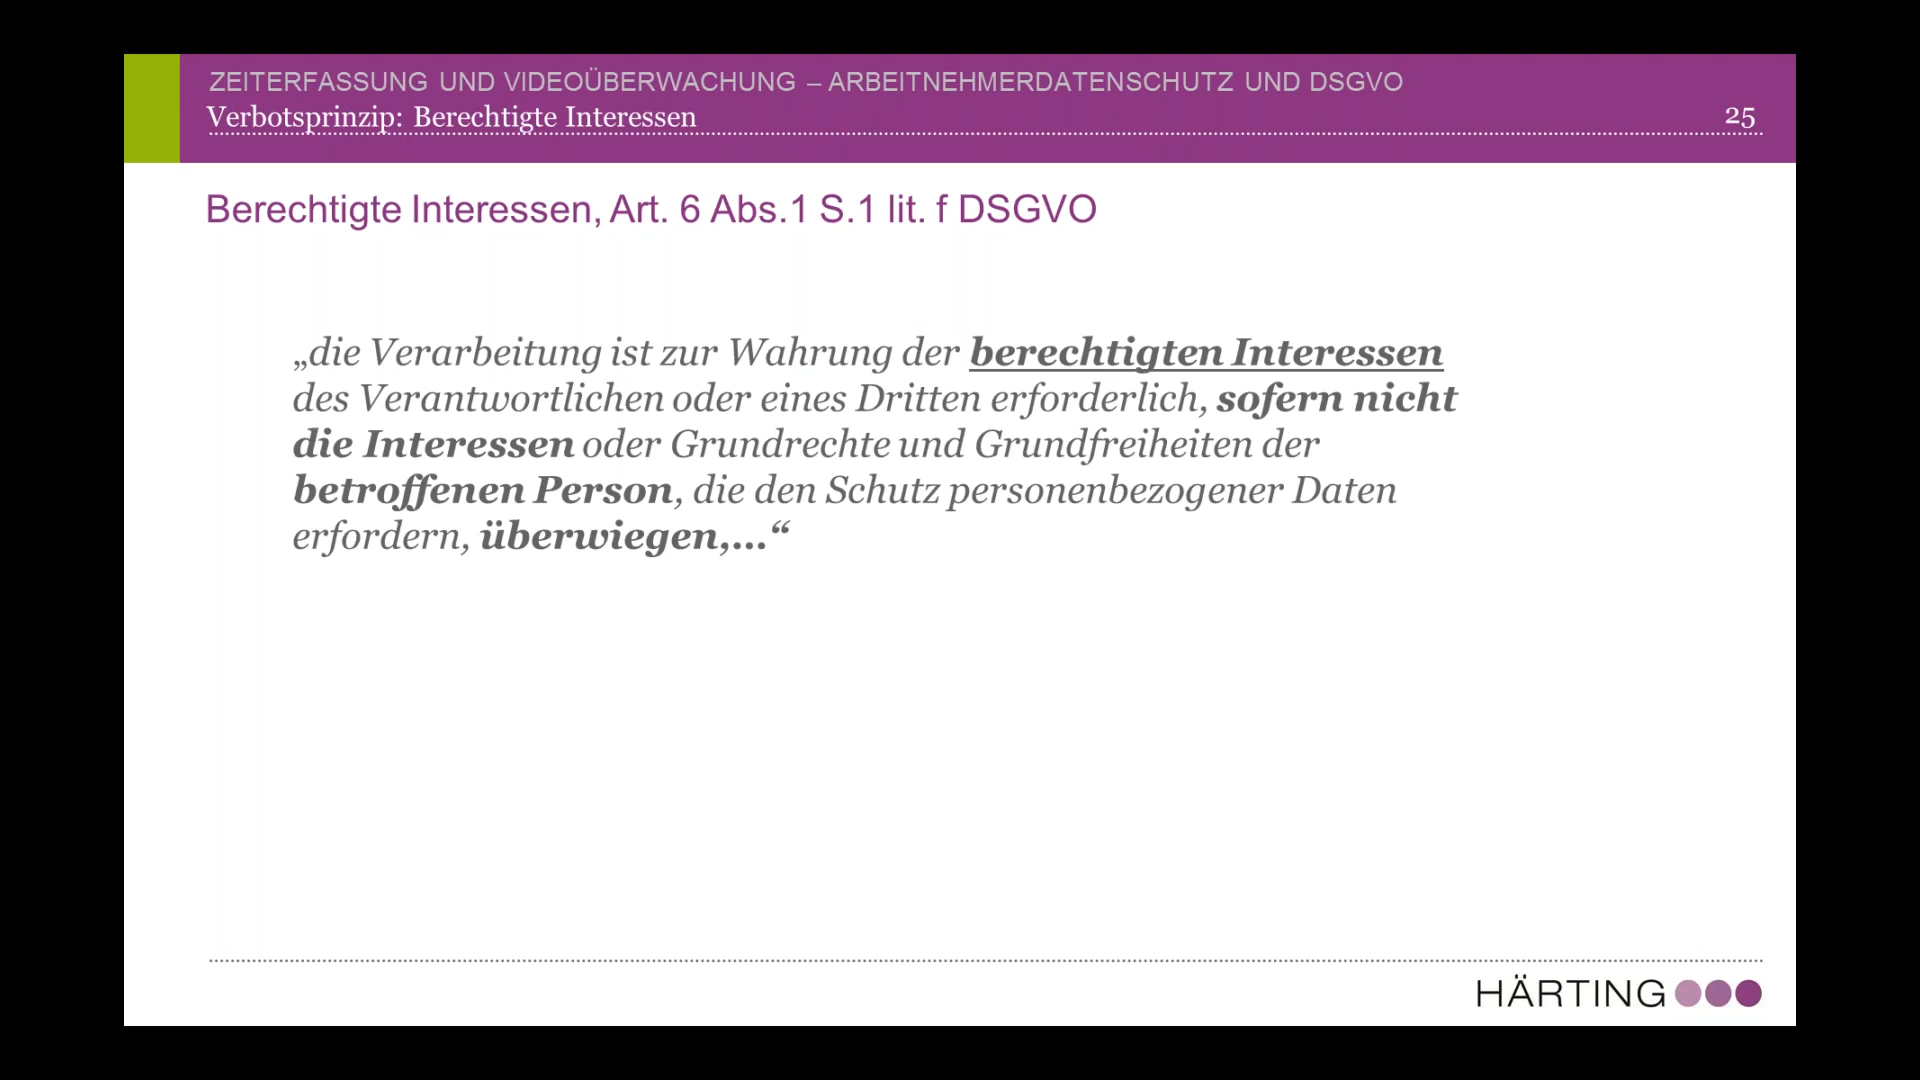 ZEITERFASSUNG UND VIDEOÜBERWACHUNG – ARBEITNEHMERDATENSCHUTZ UND DSGVO
Verbotsprinzip: Berechtigte Interessen
25
Berechtigte Interessen, Art. 6 Abs.1 S.1 lit. f DSGVO
„die Verarbeitung ist zur Wahrung der berechtigten Interessen
des Verantwortlichen oder eines Dritten erforderlich, sofern nicht
die Interessen oder Grundrechte und Grundfreiheiten der
betroffenen Person, die den Schutz personenbezogener Daten
erfordern, überwiegen,...“
HÄRTING